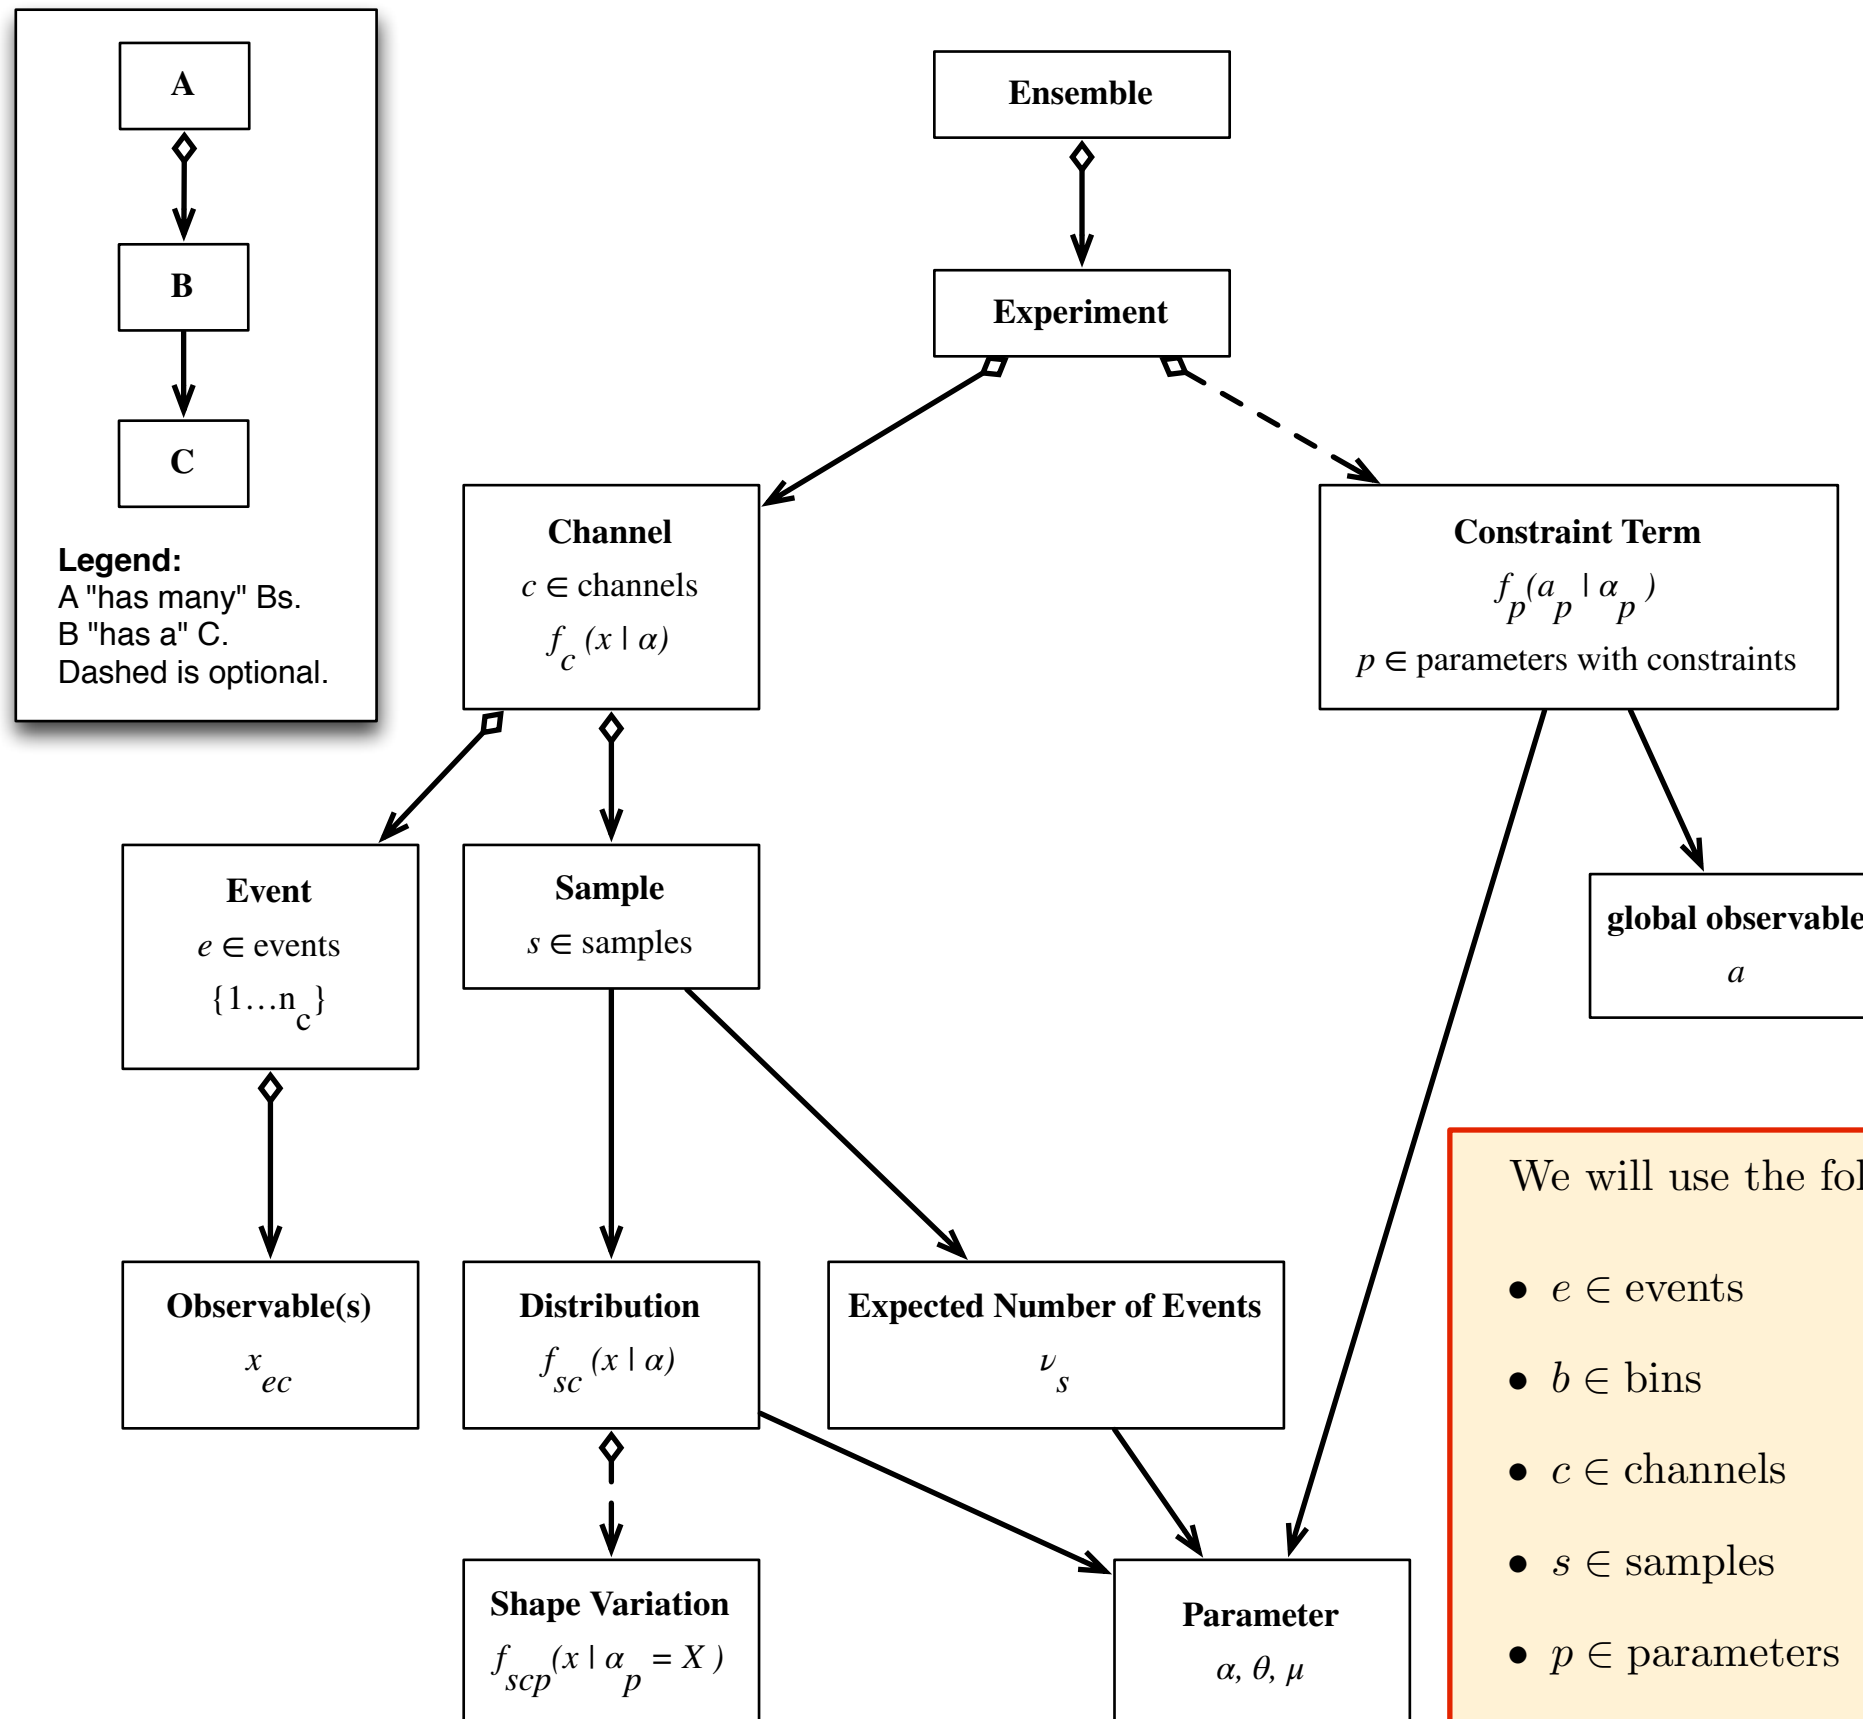 A
B
C
Legend:
A "has many" Bs.
B "has a" C.
Dashed is optional.
Ensemble
Experiment
Channel
c ∈ channels
f_c (x | α)
Constraint Term
f_p(a_p | α_p )
p ∈ parameters with constraints
Event
e ∈ events
{1…n_c}
Sample
s ∈ samples
global observable
a
Observable(s)
x_ec
Distribution
f_sc (x | α)
Expected Number of Events
ν_s
Shape Variation
f_scp(x | α_p = X )
Parameter
α, θ, μ
We will use the
• e ∈ events
• b ∈ bins
• c ∈ channels
• s ∈ samples
• p ∈ parameters